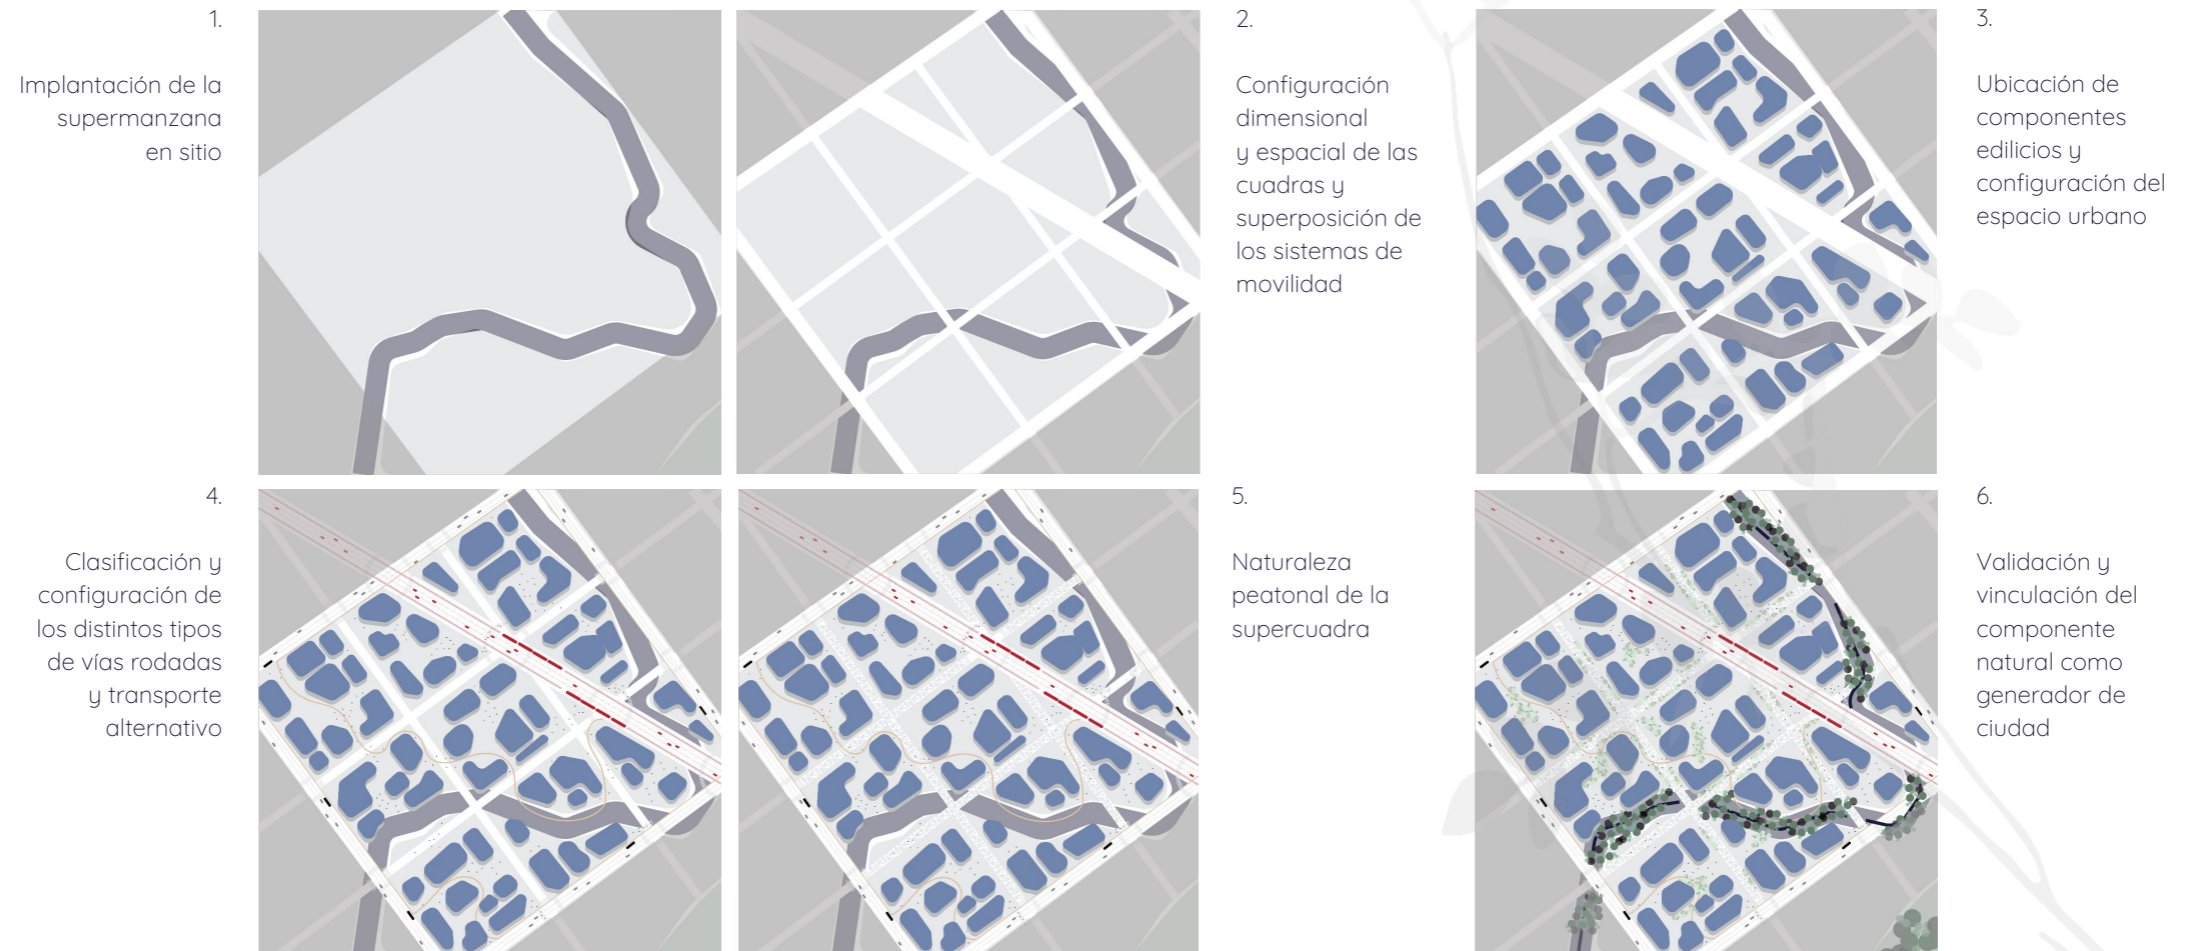 1.
Implantación de la
supermanzana
en sitio
2.
Configuración
dimensional
y espacial de las
cuadras y
superposición de
los sistemas de
movilidad
3.
Ubicación de
componentes
edilicios y
configuración del
espacio urbano
4.
Clasificación y
configuración de
los distintos tipos
de vías rodadas
y transporte
alternativo
5.
Naturaleza
peatonal de la
supercuadra
6.
Validación y
vinculación del
componente
natural como
generador de
ciudad